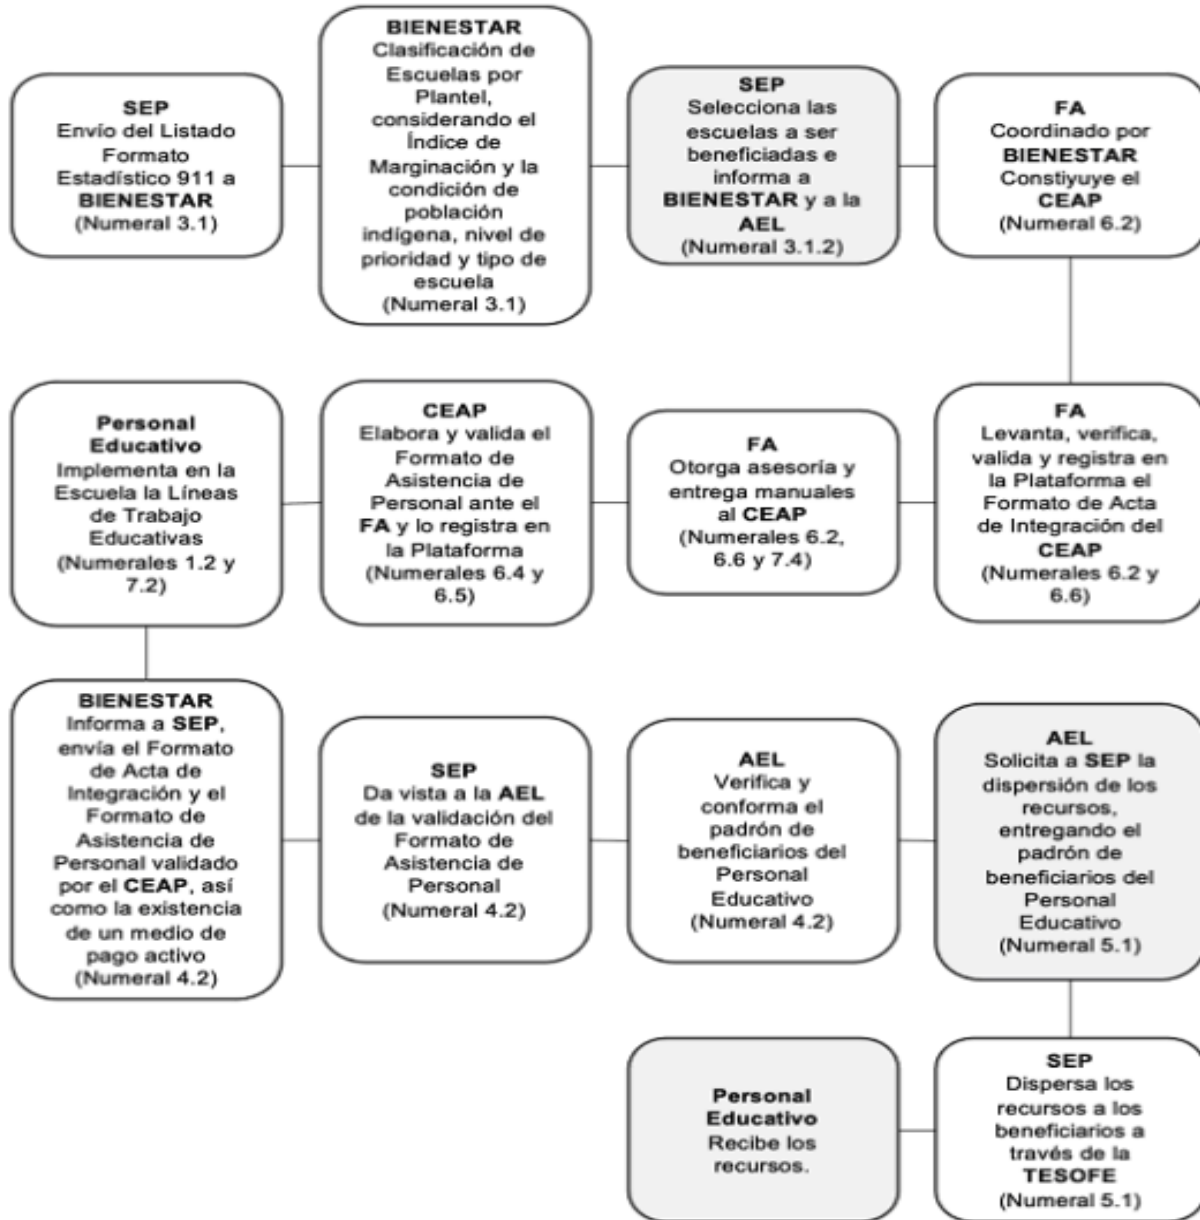 SEP
Envío del Listado
Formato
Estadístico 911 a
BIENESTAR
(Numeral 3.1)
BIENESTAR
Clasificación de
Escuelas por
Plantel,
considerando el
Índice de
Marginación y la
condición de
población
indígena, nivel de
prioridad y tipo de
escuela
(Numeral 3.1)
SEP
Selecciona las
escuelas a ser
beneficiadas e
informa a
BIENESTAR y a la
AEL
(Numeral 3.1.2)
FA
Coordinado por
BIENESTAR
Constiyuye el
CEAP
(Numeral 6.2)
FA
Levanta, verifica,
valida y registra en
la Plataforma el
Formato de Acta
de Integración del
CEAP
(Numerales 6.2 y
6.6)
FA
Otorga asesoría y
entrega manuales
al CEAP
(Numerales 6.2,
6.6 y 7.4)
CEAP
Elabora y valida el
Formato de
Asistencia de
Personal ante el
FA y lo registra en
la Plataforma
(Numerales 6.4 y
6.5)
Personal
Educativo
Implementa en la
Escuela la Líneas
de Trabajo
Educativas
(Numerales 1.2 y
7.2)
BIENESTAR
Informa a SEP,
envía el Formato
de Acta de
Integración y el
Formato de
Asistencia de
Personal validado
por el CEAP, así
como la existencia
de un medio de
pago activo
(Numeral 4.2)
SEP
Da vista a la AEL
de la validación del
Formato de
Asistencia de
Personal
(Numeral 4.2)
AEL
Verifica y
conforma el
padrón de
beneficiarios del
Personal
Educativo
(Numeral 4.2)
AEL
Solicita a SEP la
dispersión de los
recursos,
entregando el
padrón de
beneficiarios del
Personal
Educativo
(Numeral 5.1)
SEP
Dispersa los
recursos a los
beneficiarios a
través de la
TESOFE
(Numeral 5.1)
Personal
Educativo
Recibe los
recursos.